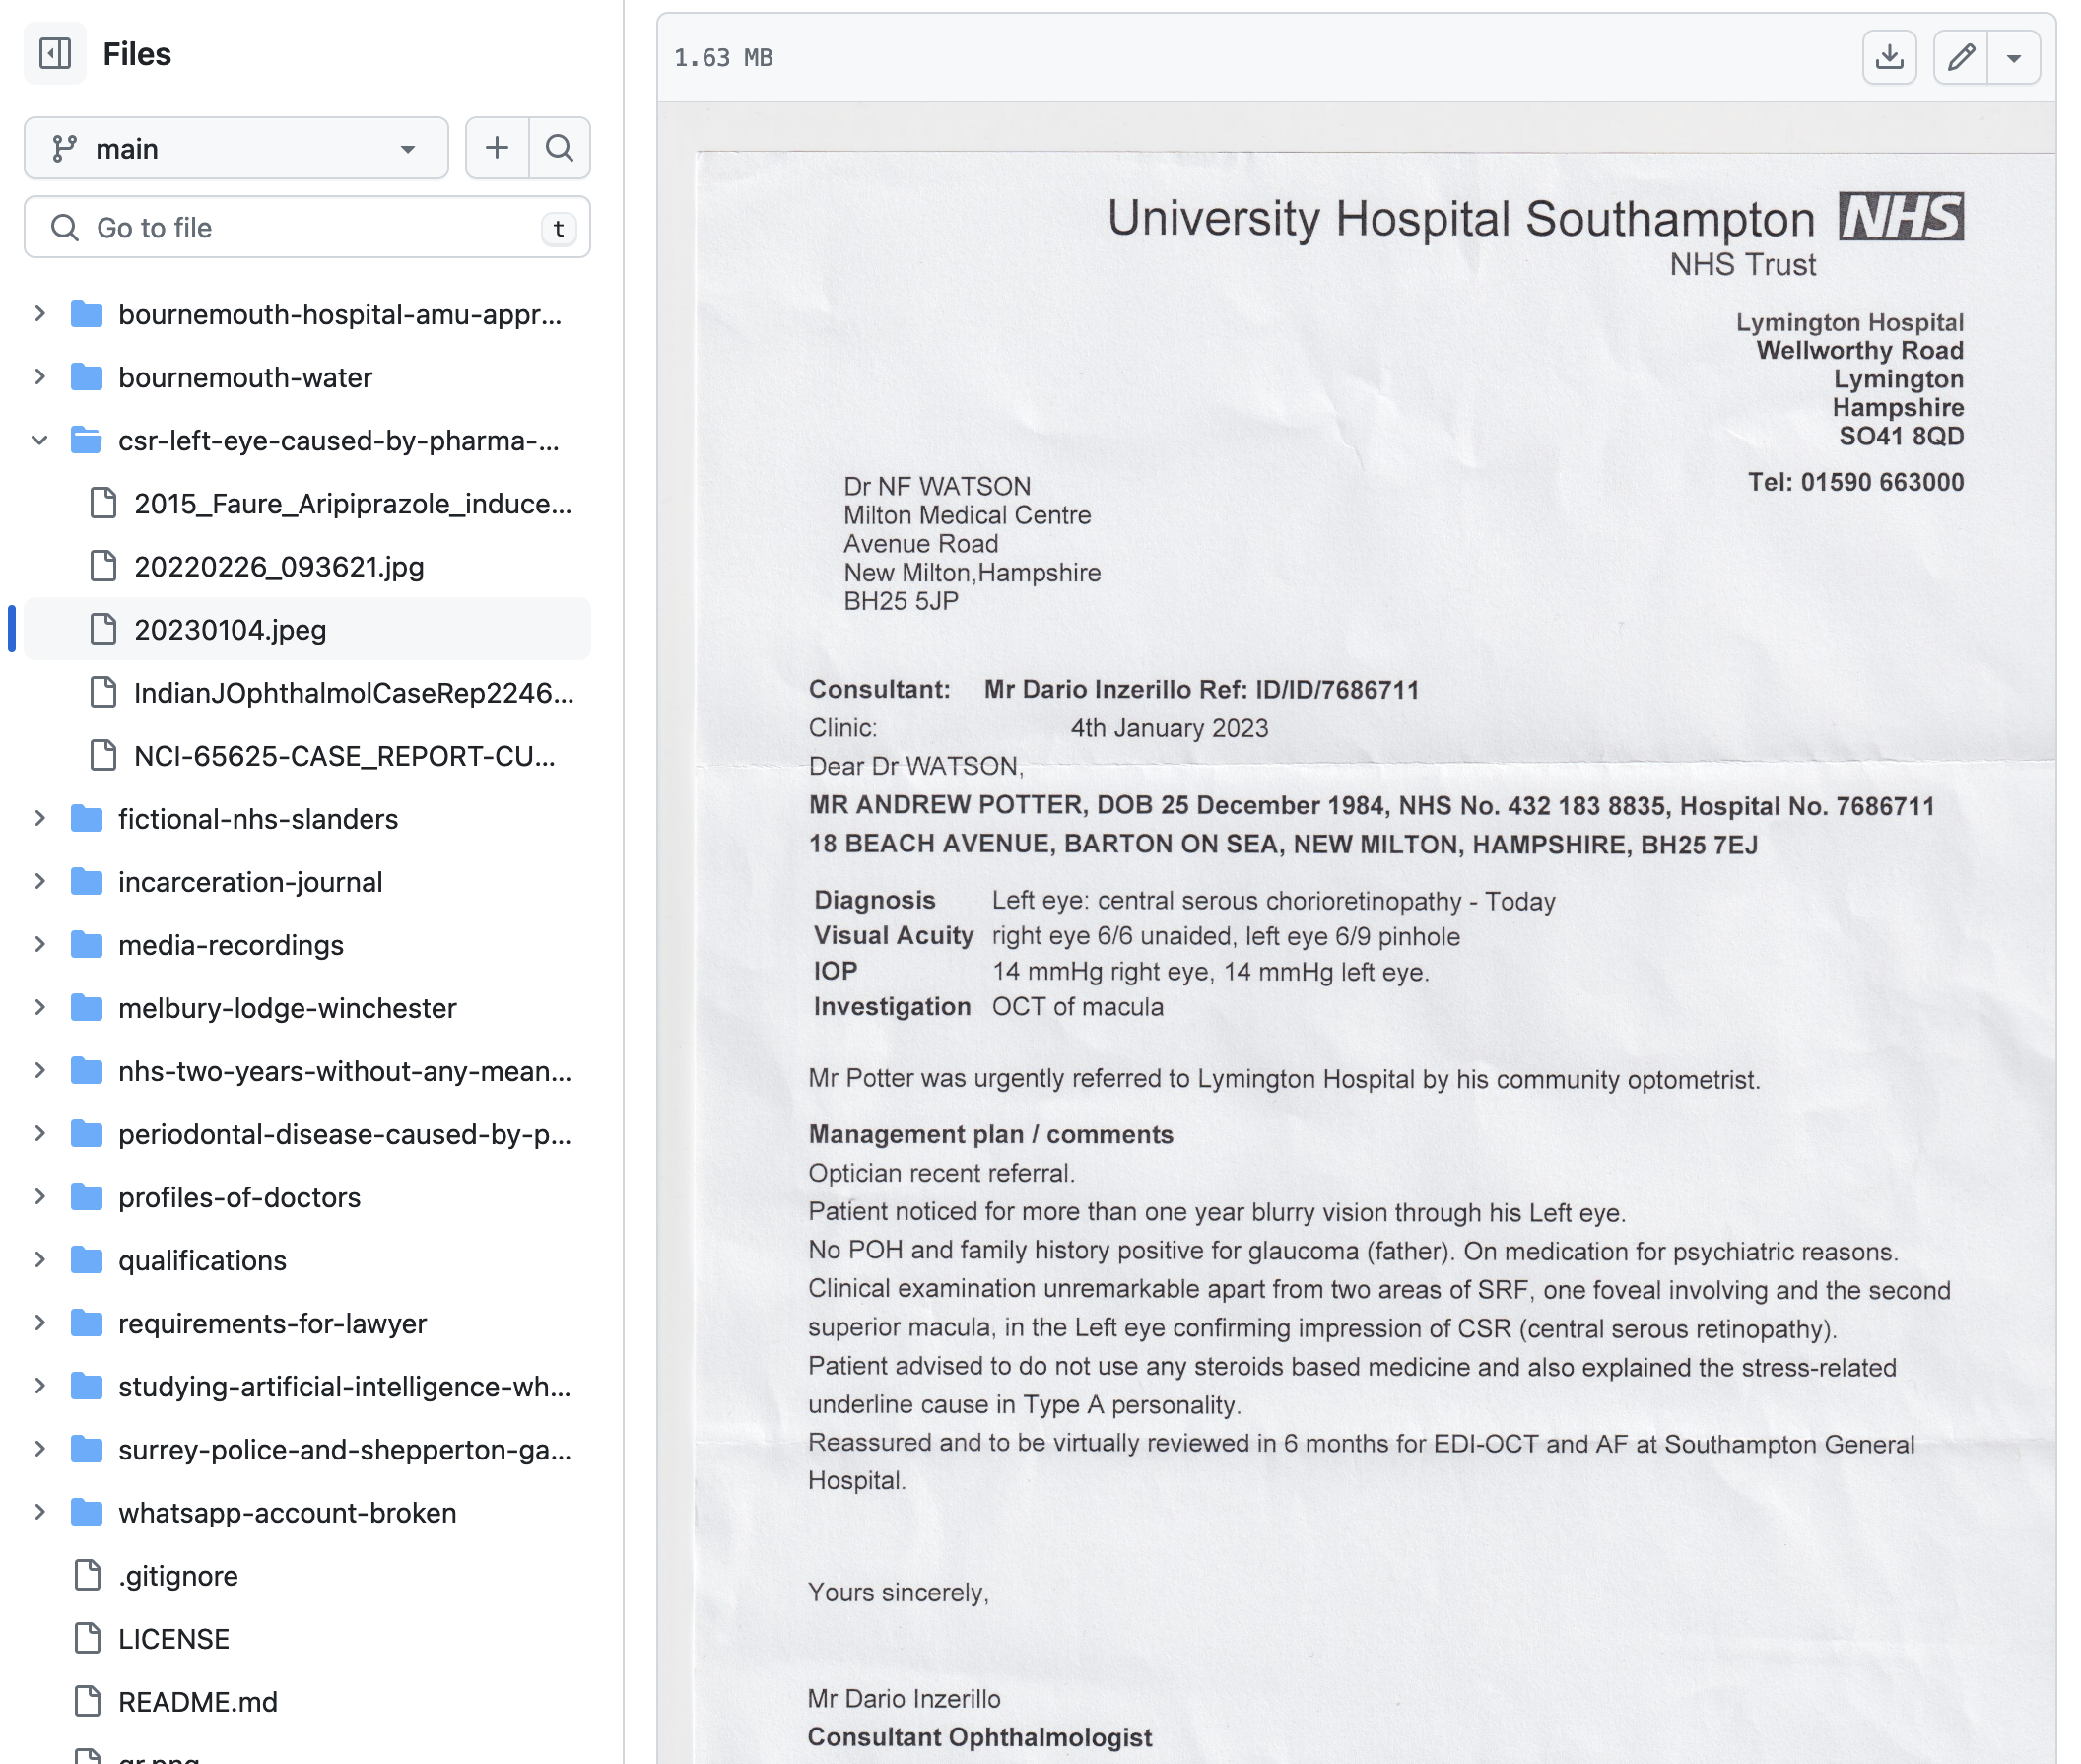 Files
1.63 MB
main
Go to file
t
bournemouth-hospital-amu-appr...
bournemouth-water
csr-left-eye-caused-by-pharma-...
2015_Faure_Aripiprazole_induce...
20220226_093621.jpg
20230104.jpeg
IndianJOphthalmolCaseRep2246...
NCI-65625-CASE_REPORT-CU...
fictional-nhs-slanders
incarceration-journal
media-recordings
melbury-lodge-winchester
nhs-two-years-without-any-mean...
periodontal-disease-caused-by-p...
profiles-of-doctors
qualifications
requirements-for-lawyer
studying-artificial-intelligence-wh...
surrey-police-and-shepperton-ga...
whatsapp-account-broken
.gitignore
LICENSE
README.md
qr.png
University Hospital Southampton NHS
NHS Trust
Lymington Hospital
Wellworthy Road
Lymington
Hampshire
SO41 8QD
Tel: 01590 663000
Dr NF WATSON
Milton Medical Centre
Avenue Road
New Milton,Hampshire
BH25 5JP
Consultant: Mr Dario Inzerillo Ref: ID/ID/7686711
Clinic: 4th January 2023
Dear Dr WATSON,
MR ANDREW POTTER, DOB 25 December 1984, NHS No. 432 183 8835, Hospital No. 7686711
18 BEACH AVENUE, BARTON ON SEA, NEW MILTON, HAMPSHIRE, BH25 7EJ
Diagnosis Left eye: central serous chorioretinopathy - Today
Visual Acuity right eye 6/6 unaided, left eye 6/9 pinhole
IOP 14 mmHg right eye, 14 mmHg left eye.
Investigation OCT of macula
Mr Potter was urgently referred to Lymington Hospital by his community optometrist.
Management plan / comments
Optician recent referral.
Patient noticed for more than one year blurry vision through his Left eye.
No POH and family history positive for glaucoma (father). On medication for psychiatric reasons.
Clinical examination unremarkable apart from two areas of SRF, one foveal involving and the second
superior macula, in the Left eye confirming impression of CSR (central serous retinopathy).
Patient advised to do not use any steroids based medicine and also explained the stress-related
underline cause in Type A personality.
Reassured and to be virtually reviewed in 6 months for EDI-OCT and AF at Southampton General
Hospital.
Yours sincerely,
Mr Dario Inzerillo
Consultant Ophthalmologist